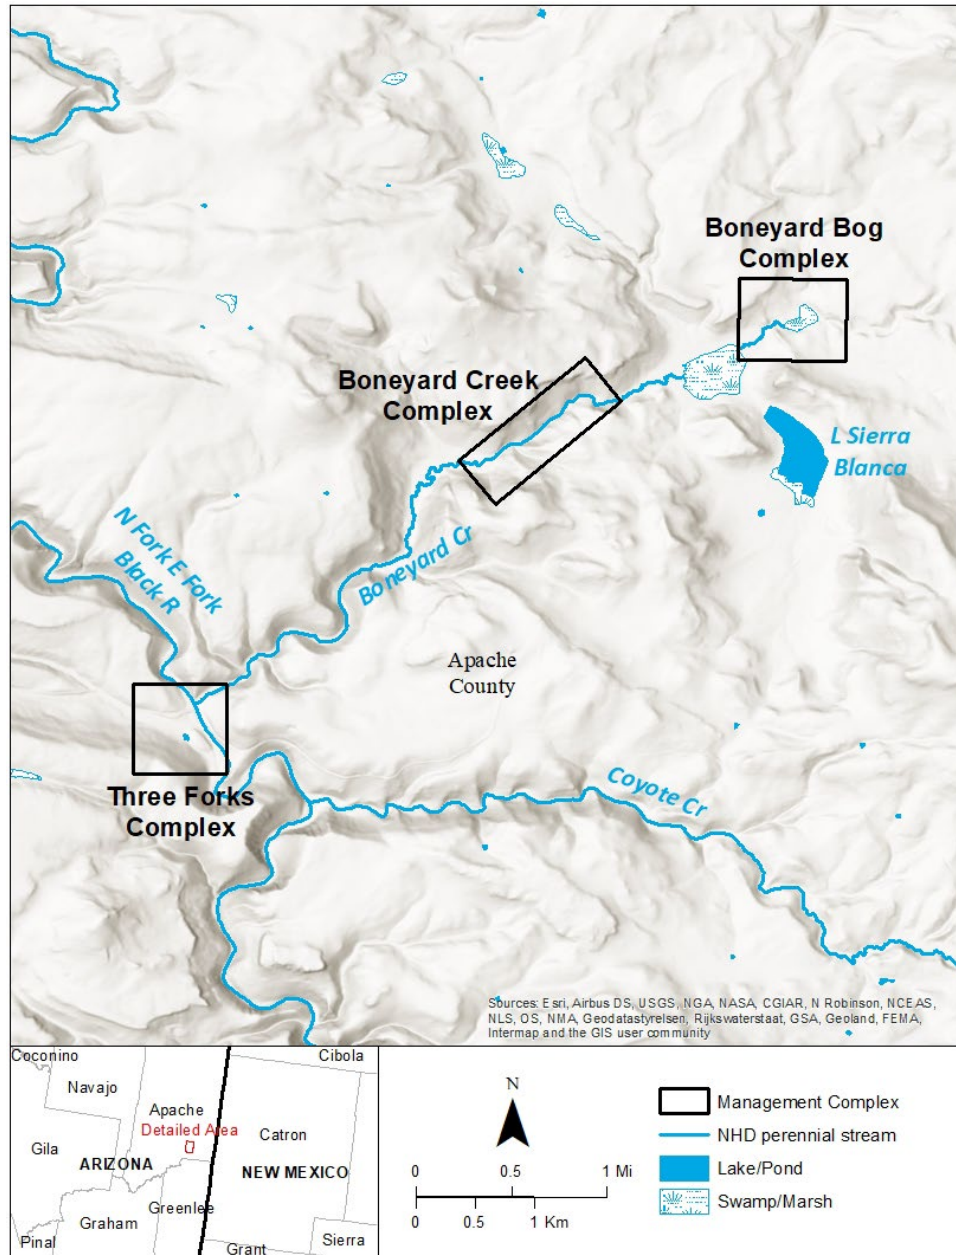 Boneyard Bog
Complex
Boneyard Creek
Complex
L Sierra
Blanca
N Fork E Fork
Black R
Boneyard Cr
Apache
County
Three Forks
Complex
Coyote Cr
Sources: Esri, Airbus DS, USGS, NGA, NASA, CGIAR, N Robinson, NCEAS,
NLS, OS, NMA, Geodatastyrelsen, Rijkswaterstaat, GSA, Geoland, FEMA,
Intermap and the GIS user community
Coconino
Cibola
Navajo
Apache
Detailed Area
Catron
Gila
ARIZONA
NEW MEXICO
Greenlee
Graham
Pinal
Grant
Sierra
N
0 0.5 1 Mi
0 0.5 1 Km
Management Complex
NHD perennial stream
Lake/Pond
Swamp/Marsh